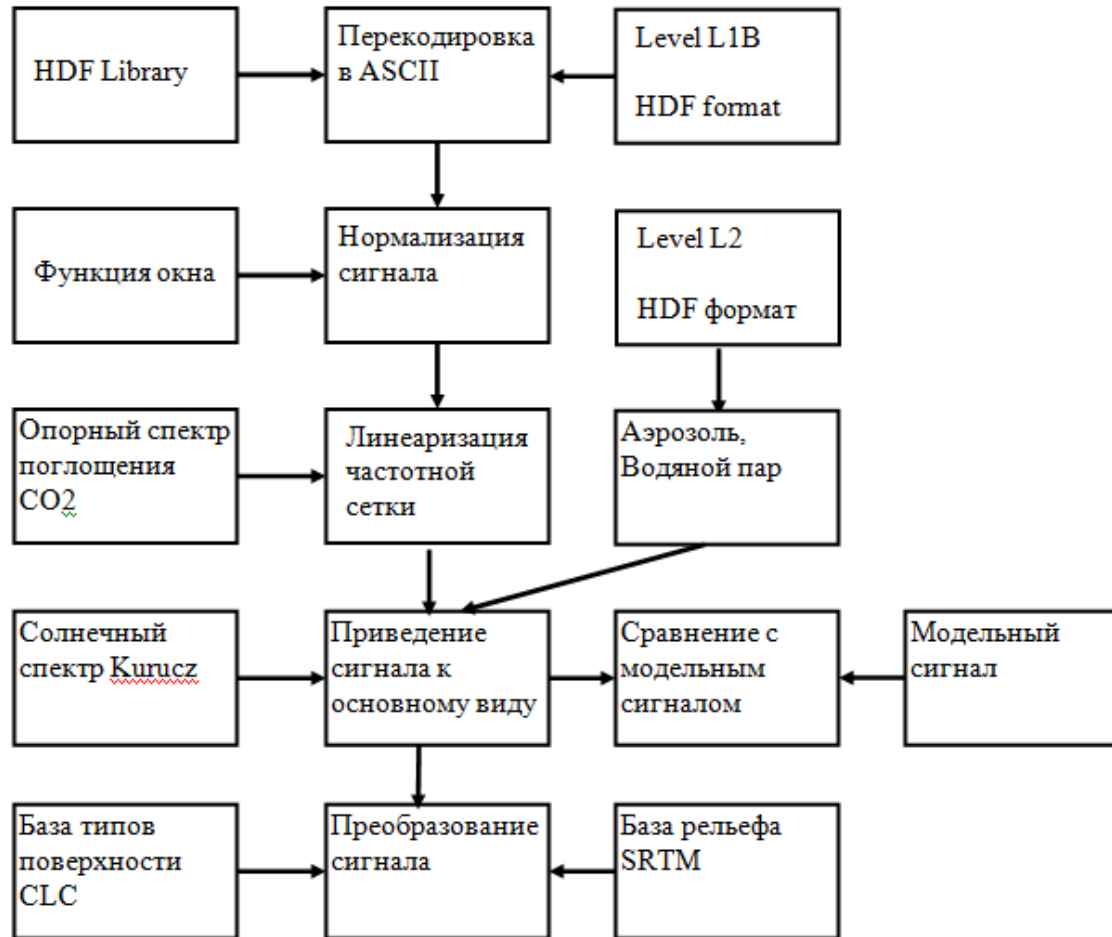 HDF Library
Перекодировка
в ASCII
Level L1B
HDF format
Функция окна
Нормализация
сигнала
Level L2
HDF формат
Опорный спектр
поглощения
CO2
Линеаризация
частотной
сетки
Аэрозоль,
Водяной пар
Солнечный
спектр Kurucz
Приведение
сигнала к
основному виду
Сравнение с
модельным
сигналом
Модельный
сигнал
База типов
поверхности
CLC
Преобразование
сигнала
База рельефа
SRTM